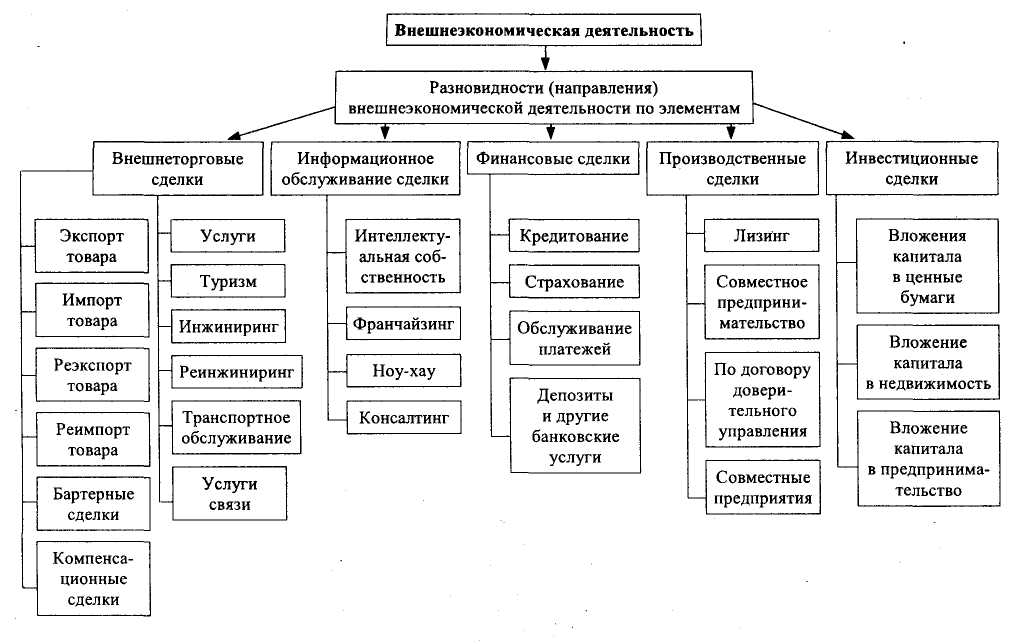 Внешнеэкономическая деятельность
Разновидности (направления)
внешнеэкономической деятельности по элементам
Внешнеторговые
сделки
Информационное
обслуживание сделки
Финансовые сделки
Производственные
сделки
Инвестиционные
сделки
Экспорт
товара
Импорт
товара
Реэкспорт
товара
Реимпорт
товара
Бартерные
сделки
Компенса-
ционные
сделки
Услуги
Туризм
Инжиниринг
Реинжиниринг
Транспортное
обслуживание
Услуги
связи
Интеллекту-
альная соб-
ственность
Франчайзинг
Ноу-хау
Консалтинг
Кредитование
Страхование
Обслуживание
платежей
Депозиты
и другие
банковские
услуги
Лизинг
Совместное
предприни-
мательство
По договору
довери-
тельного
управления
Совместные
предприятия
Вложения
капитала
в ценные
бумаги
Вложение
капитала
в недвижимость
Вложение
капитала
в предпринима-
тельство